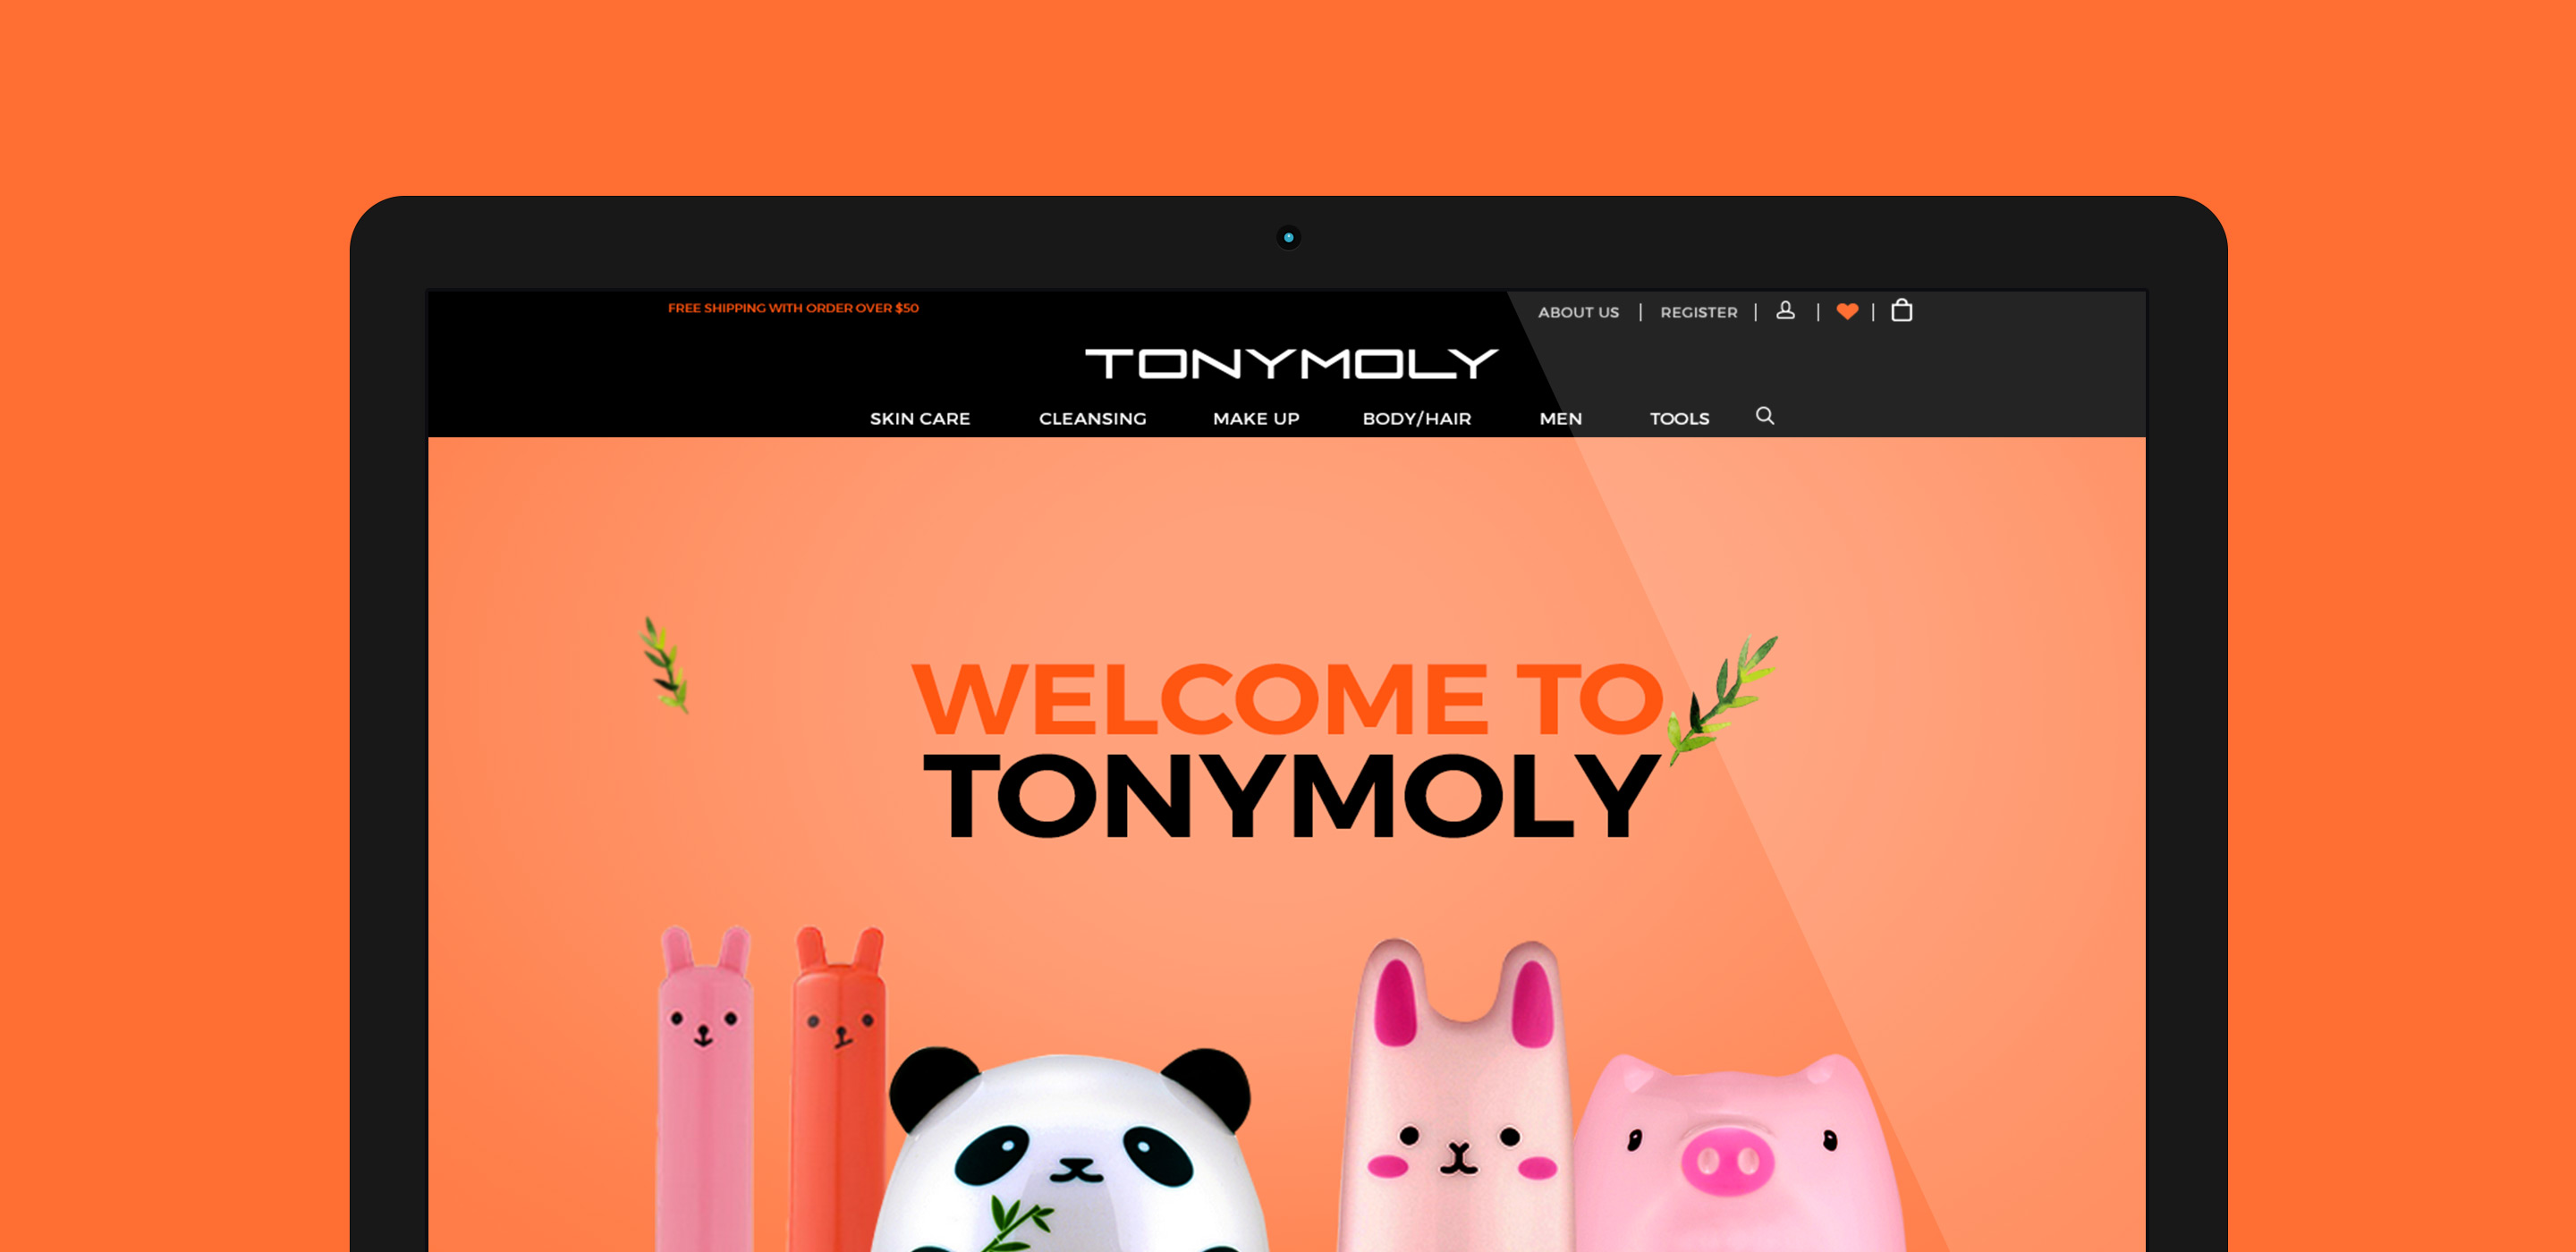 FREE SHIPPING WITH ORDER OVER $50
ABOUT US | REGISTER | | |
TONYMOLY
SKIN CARE CLEANSING MAKE UP BODY/HAIR MEN TOOLS
WELCOME TO
TONYMOLY